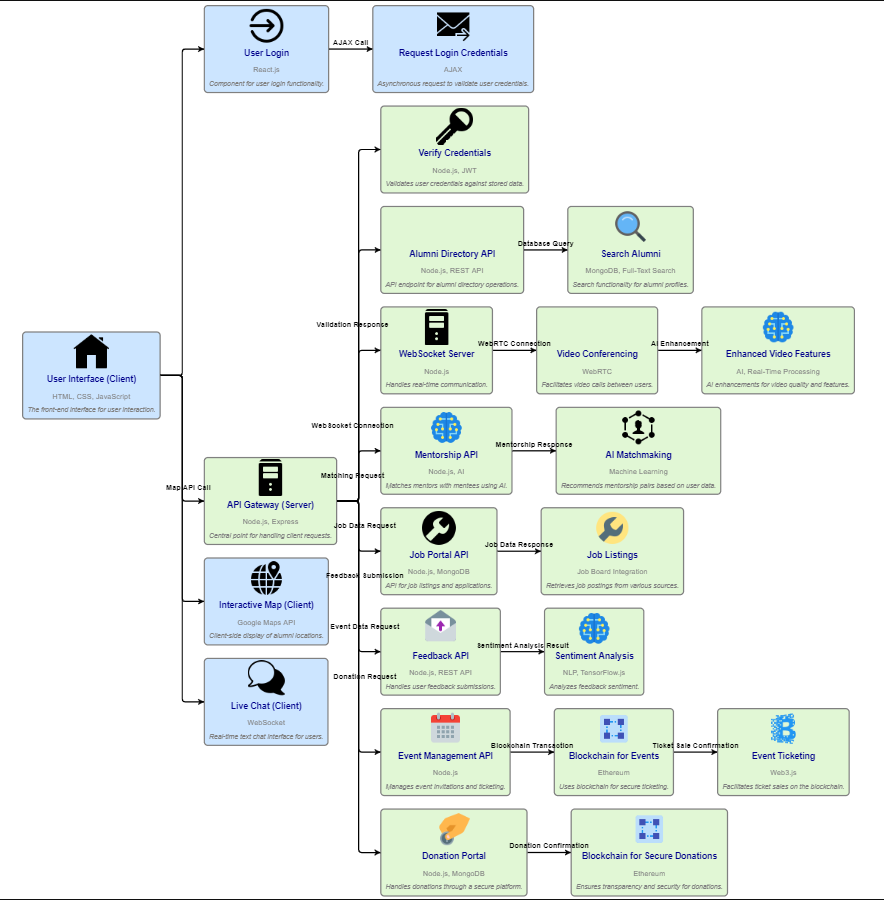 User Login
React.js
Component for user login functionality.
AJAX Call
Request Login Credentials
AJAX
Asynchronous request to validate user credentials.
Verify Credentials
Node.js, JWT
Validates user credentials against stored data.
Alumni Directory API
Node.js, REST API
API endpoint for alumni directory operations.
Database Query
Search Alumni
MongoDB, Full-Text Search
Search functionality for alumni profiles.
Validation Response
WebSocket Server
Node.js
Handles real-time communication.
WebRTC Connection
Video Conferencing
WebRTC
Facilitates video calls between users.
AI Enhancement
Enhanced Video Features
AI, Real-Time Processing
AI enhancements for video quality and features.
User Interface (Client)
HTML, CSS, JavaScript
The front-end interface for user interaction.
WebSocket Connection
Mentorship API
Node.js, AI
Matches mentors with mentees using AI.
Mentorship Response
AI Matchmaking
Machine Learning
Recommends mentorship pairs based on user data.
Map API Call
API Gateway (Server)
Node.js, Express
Central point for handling client requests.
Matching Request
Job Data Request
Job Portal API
Node.js, MongoDB
API for job listings and applications.
Job Data Response
Job Listings
Job Board Integration
Retrieves job postings from various sources.
Interactive Map (Client)
Google Maps API
Client-side display of alumni locations.
Feedback Submission
Event Data Request
Feedback API
Node.js, REST API
Handles user feedback submissions.
Sentiment Analysis Result
Sentiment Analysis
NLP, TensorFlow.js
Analyzes feedback sentiment.
Live Chat (Client)
WebSocket
Real-time text chat interface for users.
Donation Request
Event Management API
Node.js
Manages event invitations and ticketing.
Blockchain Transaction
Blockchain for Events
Ethereum
Uses blockchain for secure ticketing.
Ticket Sale Confirmation
Event Ticketing
Web3.js
Facilitates ticket sales on the blockchain.
Donation Portal
Node.js, MongoDB
Handles donations through a secure platform.
Donation Confirmation
Blockchain for Secure Donations
Ethereum
Ensures transparency and security for donations.